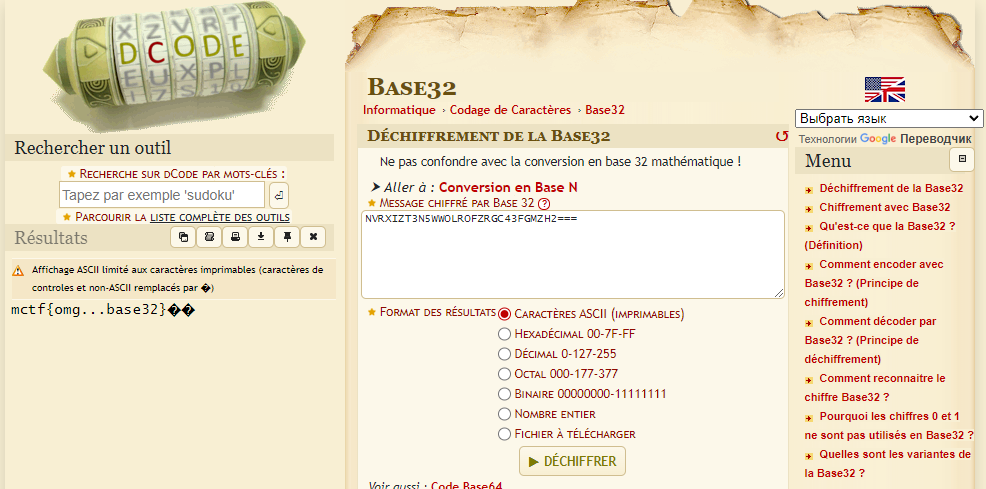 DCODE
Rechercher un outil
★ Recherche sur dCode par mots-clés :
Tapez par exemple 'sudoku'
★ Parcourir la liste complète des outils
Résultats
Affichage ASCII limité aux caractères imprimables (caractères de
controles et non-ASCII remplacés par �)
mctf{omg...base32}��
Base32
Informatique › Codage de Caractères › Base32
Déchiffrement de la Base32
Ne pas confondre avec la conversion en base 32 mathématique !
Aller à : Conversion en Base N
★ Message chiffré par Base 32 ?
NVRXIZT3N5WWOLROFZRGC43FGMZH2===
★ Format des résultats Caractères ASCII (imprimables)
Hexadécimal 00-7F-FF
Décimal 0-127-255
Octal 000-177-377
Binaire 00000000-11111111
Nombre entier
Fichier à télécharger
► DÉCHIFFRER
Voir aussi : Code Base64
Выбрать язык
Технологии Google Переводчик
Menu
Déchiffrement de la Base32
Chiffrement avec Base32
Qu'est-ce que la Base32 ?
(Définition)
Comment encoder avec
Base32 ? (Principe de
chiffrement)
Comment décoder par
Base32 ? (Principe de
déchiffrement)
Comment reconnaitre le
chiffre Base32 ?
Pourquoi les chiffres 0 et 1
ne sont pas utilisés en Base32 ?
Quelles sont les variantes de
la Base32 ?